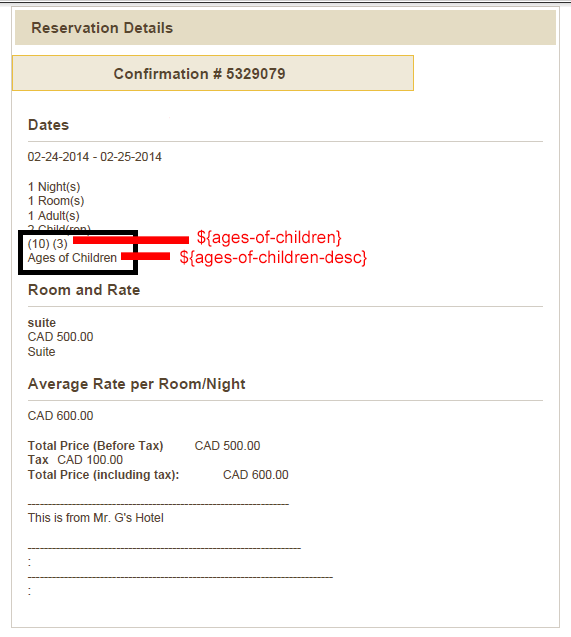 Reservation Details
Confirmation # 5329079
Dates
02-24-2014 - 02-25-2014
1 Night(s)
1 Room(s)
1 Adult(s)
2 Child(ren)
(10) (3) ${ages-of-children}
Ages of Children ${ages-of-children-desc}
Room and Rate
suite
CAD 500.00
Suite
Average Rate per Room/Night
CAD 600.00
Total Price (Before Tax) CAD 500.00
Tax CAD 100.00
Total Price (including tax): CAD 600.00
-----------------------------------------------------------------
This is from Mr. G's Hotel
--------------------------------------------------------------------
:
----------------------------------------------------------------------------
: